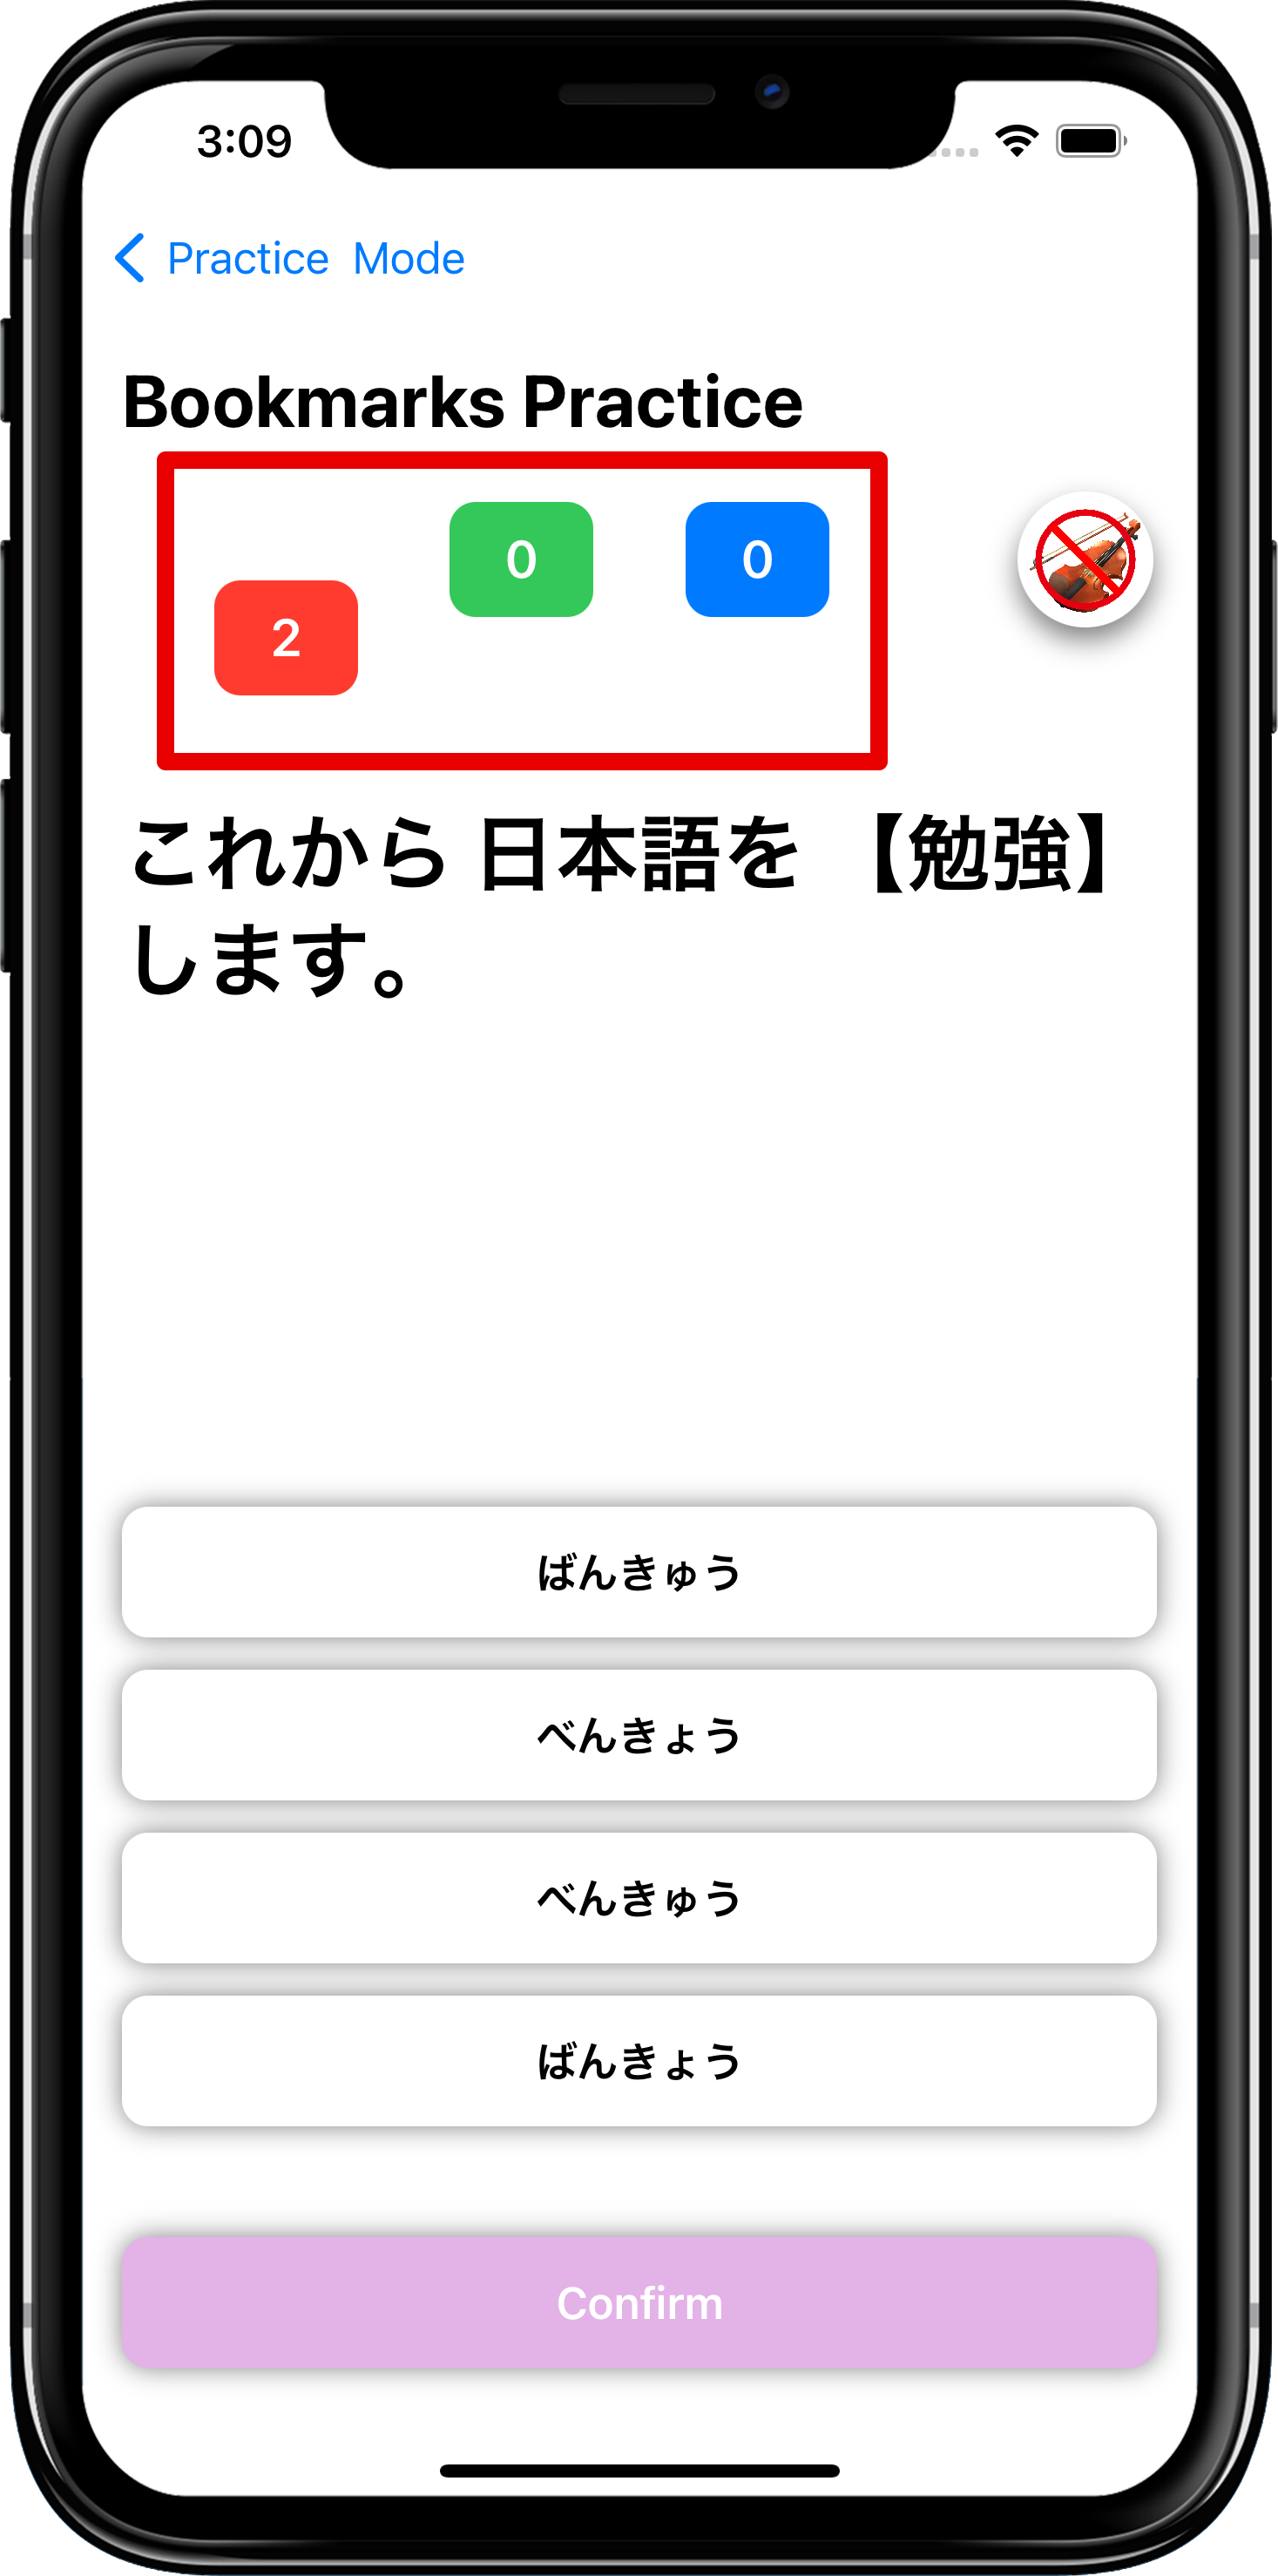 3:09
Practice Mode
Bookmarks Practice
2 0 0
これから 日本語を 【勉強】
します。
ばんきゅう
べんきょう
べんきゅう
ばんきょう
Confirm